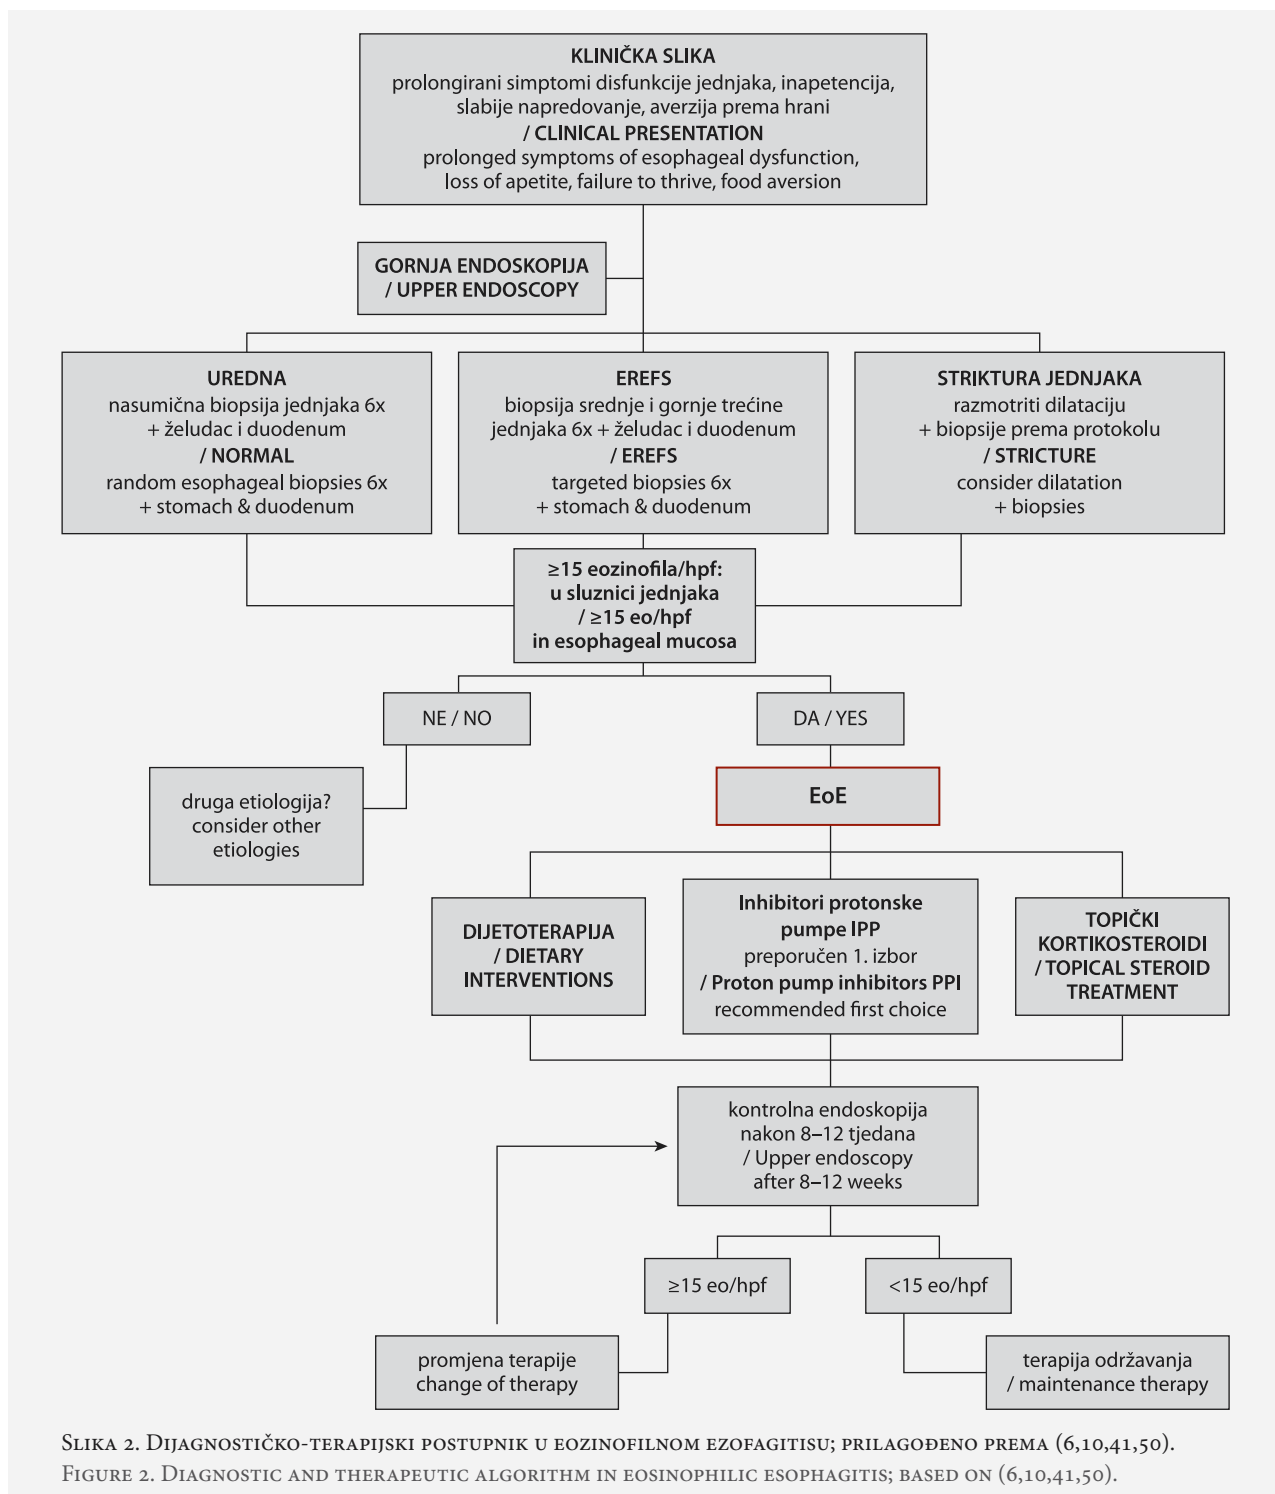 KLINIČKA SLIKA
prolongirani simptomi disfunkcije jednjaka, inapetencija,
slabije napredovanje, averzija prema hrani
/ CLINICAL PRESENTATION
prolonged symptoms of esophageal dysfunction,
loss of apetite, failure to thrive, food aversion
GORNJA ENDOSKOPIJA
/ UPPER ENDOSCOPY
UREDNA
nasumična biopsija jednjaka 6x
+ želudac i duodenum
/ NORMAL
random esophageal biopsies 6x
+ stomach & duodenum
EREFS
biopsija srednje i gornje trećine
jednjaka 6x + želudac i duodenum
/ EREFS
targeted biopsies 6x
+ stomach & duodenum
STRIKTURA JEDNJAKA
razmotriti dilataciju
+ biopsije prema protokolu
/ STRICTURE
consider dilatation
+ biopsies
≥15 eozinofila/hpf:
u sluznici jednjaka
/ ≥15 eo/hpf
in esophageal mucosa
NE / NO
DA / YES
druga etiologija?
consider other
etiologies
EoE
DIJETOTERAPIJA
/ DIETARY
INTERVENTIONS
Inhibitori protonske
pumpe IPP
preporučen 1. izbor
/ Proton pump inhibitors PPI
recommended first choice
TOPIČKI
KORTIKOSTEROIDI
/ TOPICAL STEROID
TREATMENT
kontrolna endoskopija
nakon 8–12 tjedana
/ Upper endoscopy
after 8–12 weeks
≥15 eo/hpf
<15 eo/hpf
promjena terapije
change of therapy
terapija održavanja
/ maintenance therapy
Slika 2. Dijagnostičko-terapijski postupnik u eozinofilnom ezofagitisu; prilagođeno prema (6,10,41,50).
Figure 2. Diagnostic and therapeutic algorithm in eosinophilic esophagitis; based on (6,10,41,50).